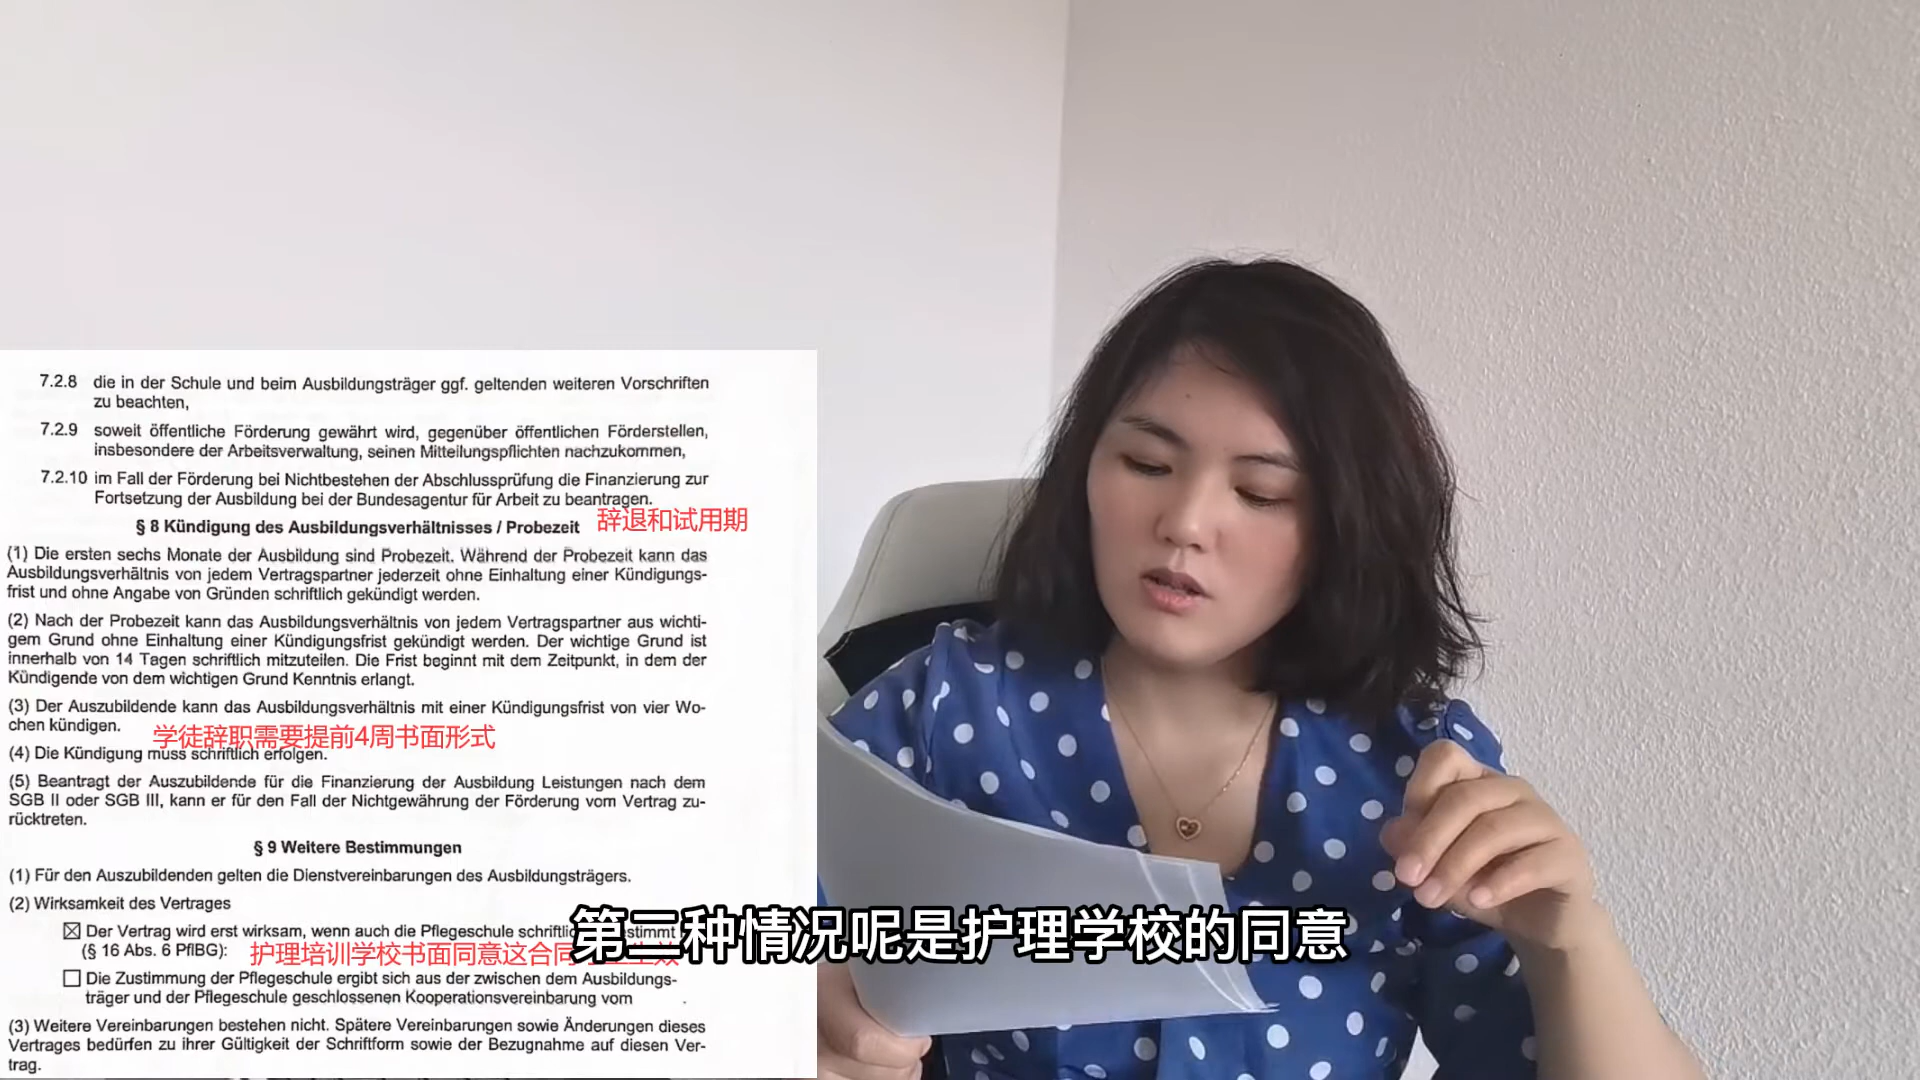 7.2.8 die in der Schule und beim Ausbildungsträger ggf. geltenden weiteren Vorschriften
zu beachten,
7.2.9 soweit öffentliche Förderung gewährt wird, gegenüber öffentlichen Förderstellen,
insbesondere der Arbeitsverwaltung, seinen Mitteilungspflichten nachzukommen,
7.2.10 im Fall der Förderung bei Nichtbestehen der Abschlussprüfung die Finanzierung zur
Fortsetzung der Ausbildung bei der Bundesagentur für Arbeit zu beantragen.
§ 8 Kündigung des Ausbildungsverhältnisses / Probezeit
辞退和试用期
(1) Die ersten sechs Monate der Ausbildung sind Probezeit. Während der Probezeit kann das
Ausbildungsverhältnis von jedem Vertragspartner jederzeit ohne Einhaltung einer Kündigungs-
frist und ohne Angabe von Gründen schriftlich gekündigt werden.
(2) Nach der Probezeit kann das Ausbildungsverhältnis von jedem Vertragspartner aus wichti-
gem Grund ohne Einhaltung einer Kündigungsfrist gekündigt werden. Der wichtige Grund ist
innerhalb von 14 Tagen schriftlich mitzuteilen. Die Frist beginnt mit dem Zeitpunkt, in dem der
Kündigende von dem wichtigen Grund Kenntnis erlangt.
(3) Der Auszubildende kann das Ausbildungsverhältnis mit einer Kündigungsfrist von vier Wo-
chen kündigen.
学徒辞职需要提前4周书面形式
(4) Die Kündigung muss schriftlich erfolgen.
(5) Beantragt der Auszubildende für die Finanzierung der Ausbildung Leistungen nach dem
SGB II oder SGB III, kann er für den Fall der Nichtgewährung der Förderung vom Vertrag zu-
rücktreten.
§ 9 Weitere Bestimmungen
(1) Für den Auszubildenden gelten die Dienstvereinbarungen des Ausbildungsträgers.
(2) Wirksamkeit des Vertrages
Der Vertrag wird erst wirksam, wenn auch die Pflegeschule
(§ 16 Abs. 6 PflBG):
护理培训学校书面同意这合同
Die Zustimmung der Pflegeschule ergibt sich aus der zwischen dem Ausbildungs-
träger und der Pflegeschule geschlossenen Kooperationsvereinbarung vom
(3) Weitere Vereinbarungen bestehen nicht. Spätere Vereinbarungen sowie Änderungen dieses
Vertrages bedürfen zu ihrer Gültigkeit der Schriftform sowie der Bezugnahme auf diesen Ver-
trag.
第二种情况呢是护理学校的同意